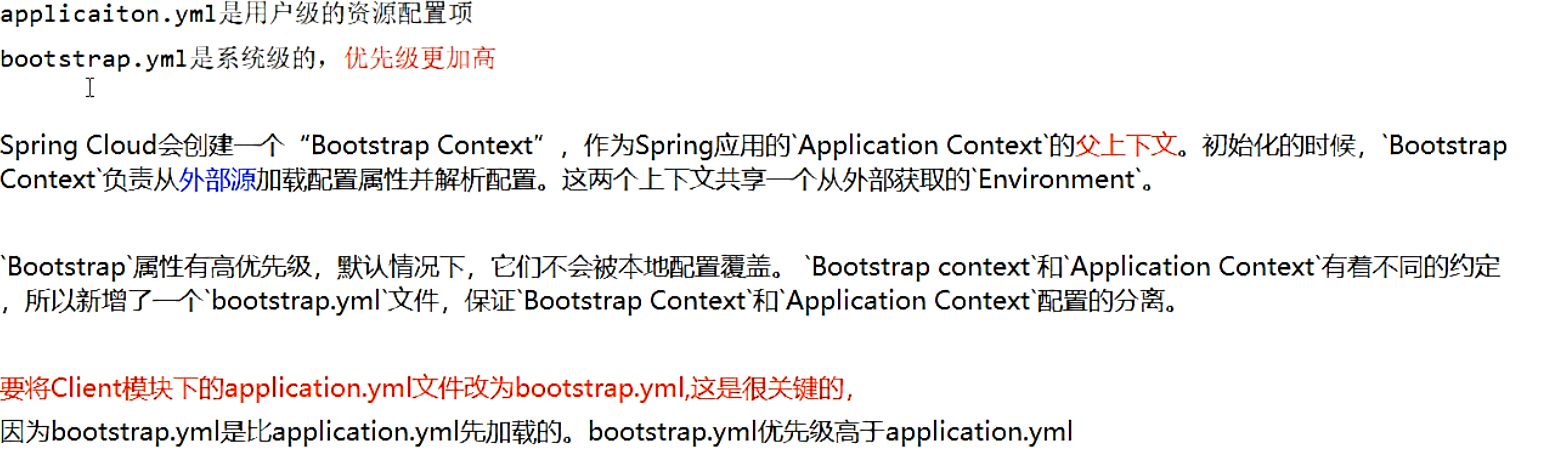 applicaiton.yml是用户级的资源配置项
bootstrap.yml是系统级的，优先级更加高
Spring Cloud会创建一个“Bootstrap Context”，作为Spring应用的`Application Context`的父上下文。初始化的时候，`Bootstrap
Context`负责从外部源加载配置属性并解析配置。这两个上下文共享一个从外部获取的`Environment`。
`Bootstrap`属性有高优先级，默认情况下，它们不会被本地配置覆盖。 `Bootstrap context`和`Application Context`有着不同的约定
，所以新增了一个`bootstrap.yml`文件，保证`Bootstrap Context`和`Application Context`配置的分离。
要将Client模块下的application.yml文件改为bootstrap.yml,这是很关键的，
因为bootstrap.yml是比application.yml先加载的。bootstrap.yml优先级高于application.yml